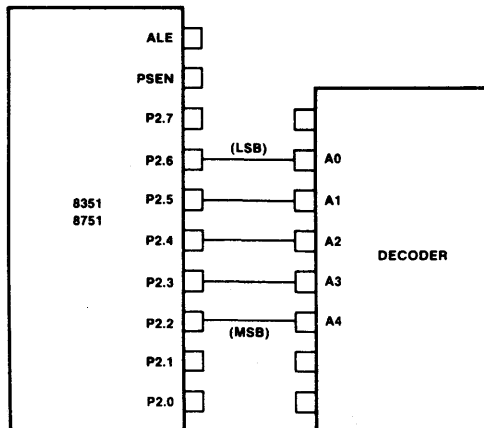 ALE
PSEN
P2.7
P2.6 (LSB) A0
P2.5 A1
8351
8751
P2.4 A2
DECODER
P2.3 A3
P2.2 (MSB) A4
P2.1
P2.0